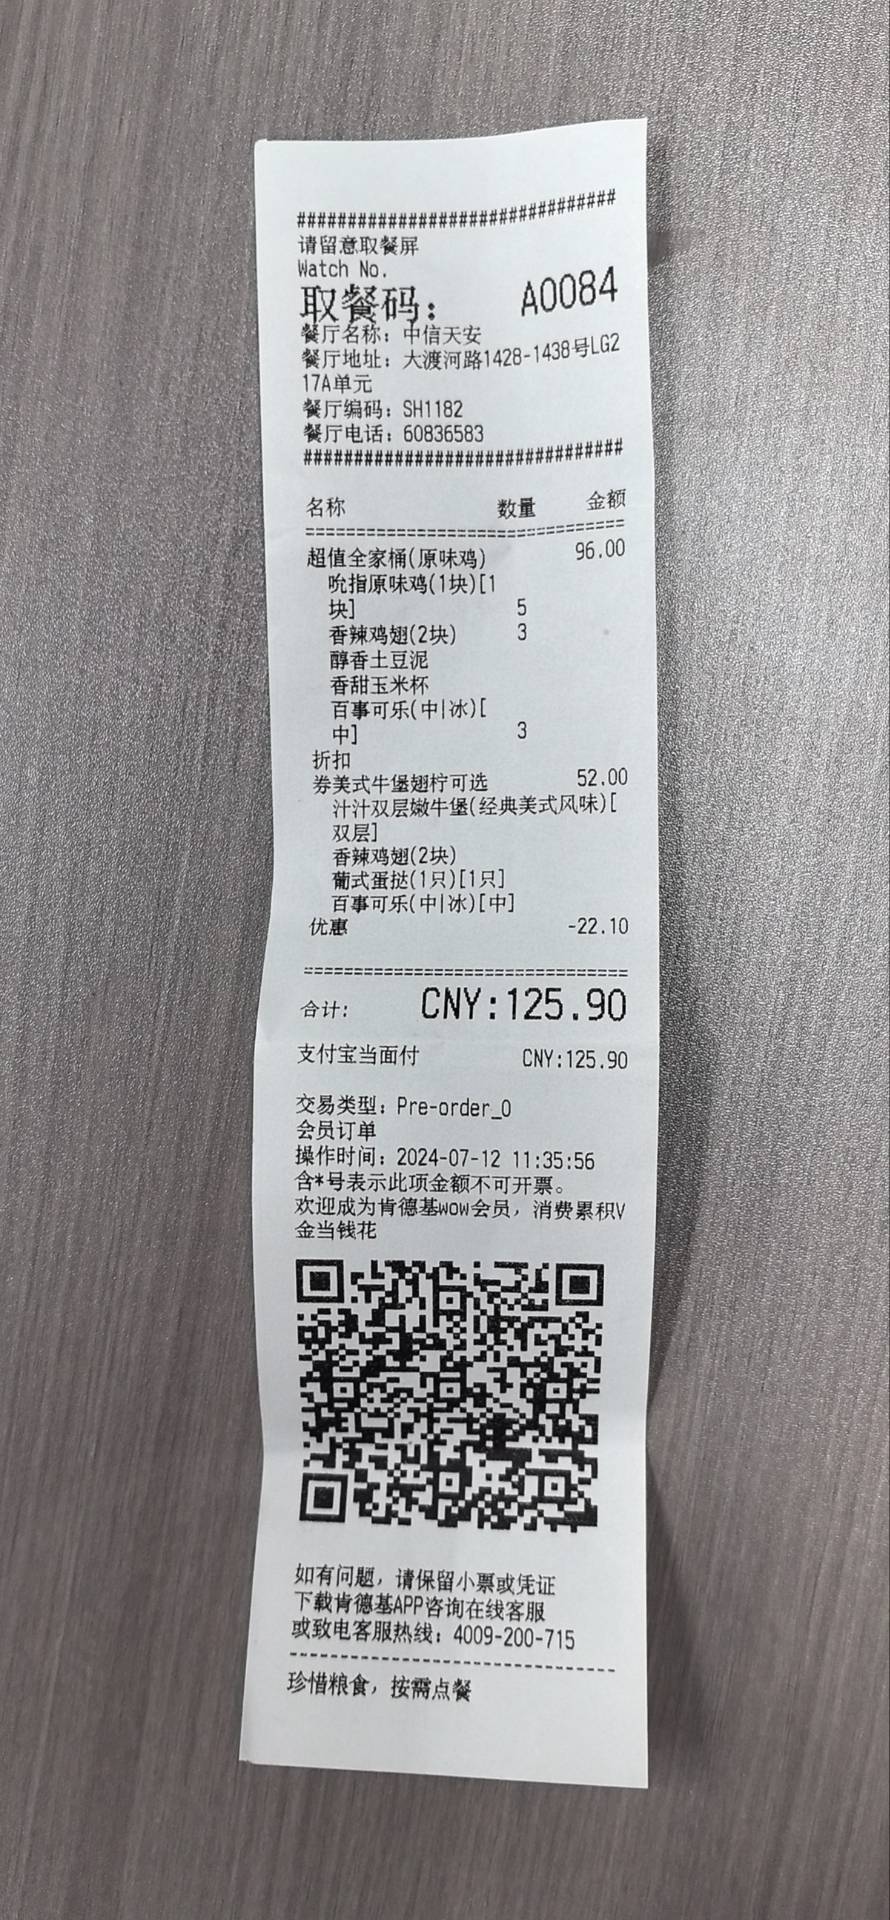 ###############################
请留意取餐屏
Watch No.
取餐码： A0084
餐厅名称：中信天安
餐厅地址：大渡河路1428-1438号LG2
17A单元
餐厅编码：SH1182
餐厅电话：60836583
###############################
名称 数量 金额
===============================
超值全家桶(原味鸡) 96.00
吮指原味鸡(1块)[1
块] 5
香辣鸡翅(2块) 3
醇香土豆泥
香甜玉米杯
百事可乐(中|冰)[
中] 3
折扣
券美式牛堡翅柠可选 52.00
汁汁双层嫩牛堡(经典美式风味)[
双层]
香辣鸡翅(2块)
葡式蛋挞(1只)[1只]
百事可乐(中|冰)[中]
优惠 -22.10
===============================
合计： CNY:125.90
支付宝当面付 CNY:125.90
交易类型：Pre-order_0
会员订单
操作时间：2024-07-12 11:35:56
含*号表示此项金额不可开票。
欢迎成为肯德基wow会员，消费累积V
金当钱花
如有问题，请保留小票或凭证
下载肯德基APP咨询在线客服
或致电客服热线：4009-200-715
--------------------------------
珍惜粮食，按需点餐